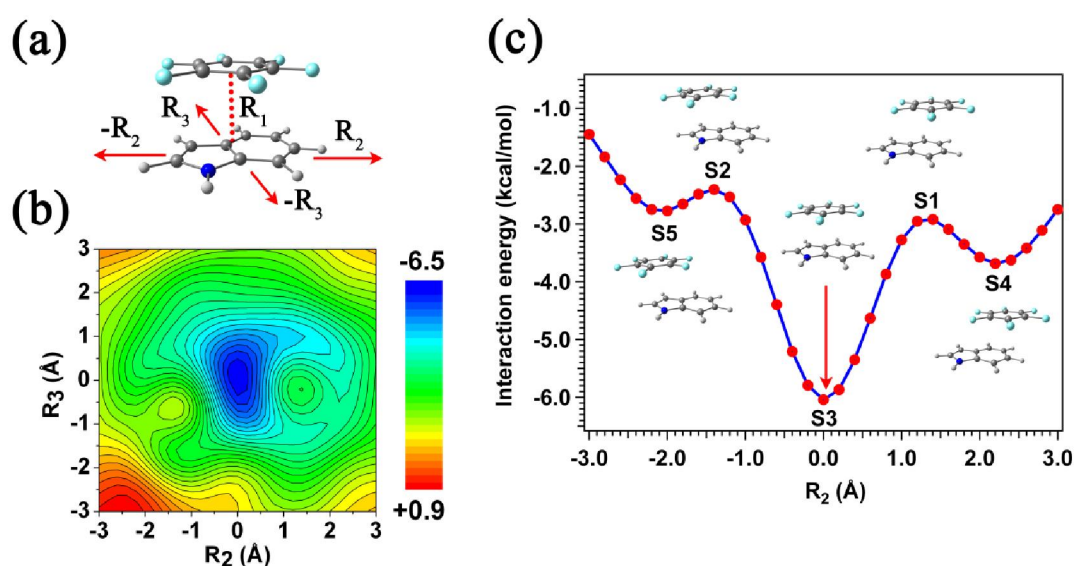 (a)
R3
R1
-R2
R2
-R3
(b)
R3 (Å)
3
2
1
0
-1
-2
-3
-3
-2
-1
0
1
2
3
R2 (Å)
-6.5
+0.9
(c)
Interaction energy (kcal/mol)
-1.0
-2.0
-3.0
-4.0
-5.0
-6.0
S5
S2
S3
S1
S4
-3.0
-2.0
-1.0
0.0
1.0
2.0
3.0
R2 (Å)